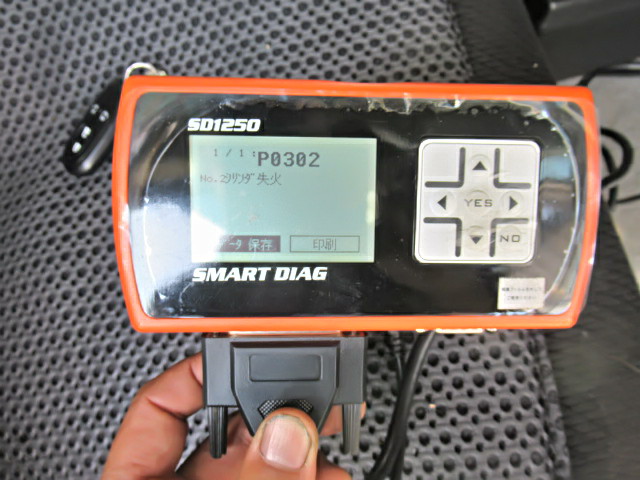 SD1250
1/1:P0302
No.2ｼﾘﾝﾀﾞ失火
ﾃﾞｰﾀ 保存 印刷
YES
NO
SMART DIAG